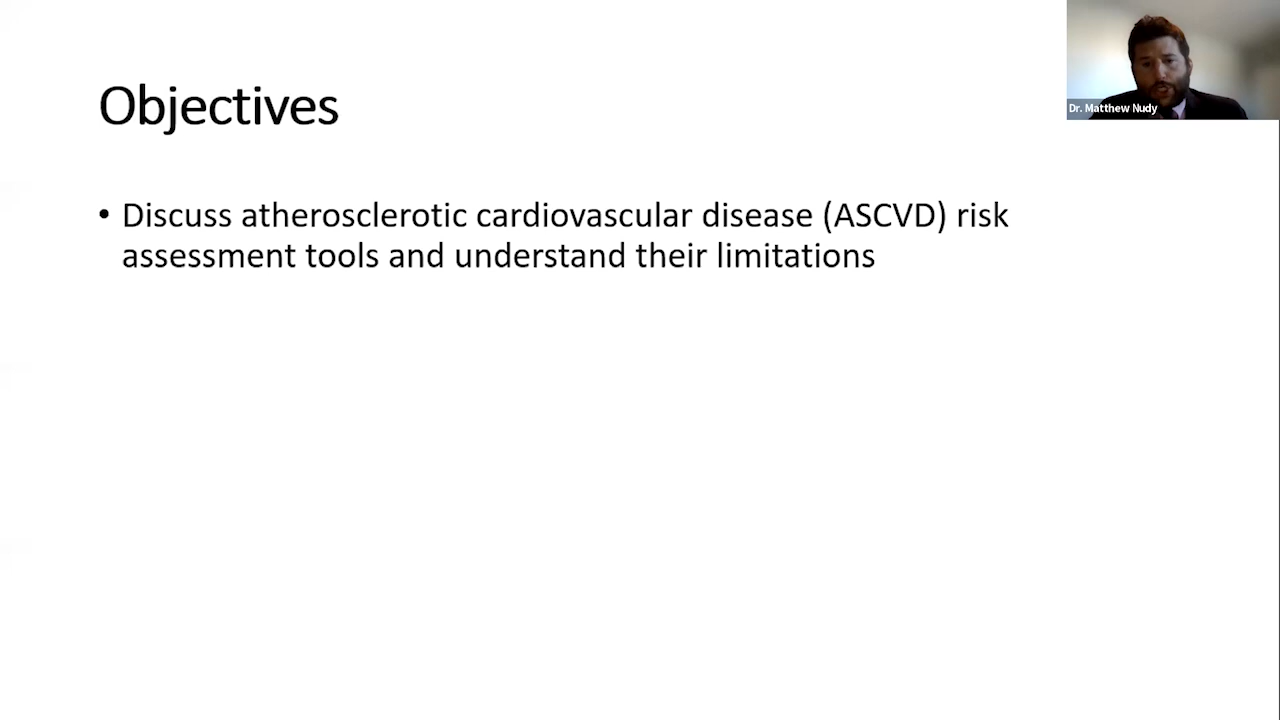 Objectives
• Discuss atherosclerotic cardiovascular disease (ASCVD) risk
assessment tools and understand their limitations
Dr. Matthew Nudy